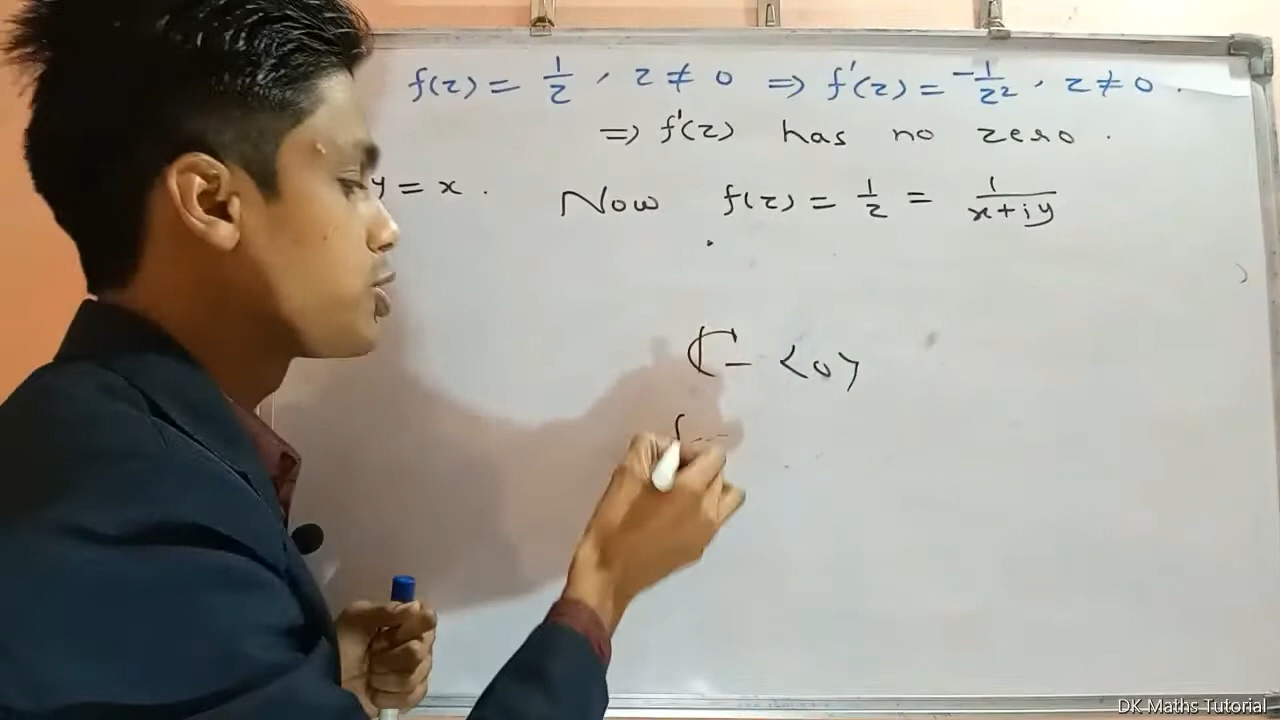 f(z) = 1/z , z ≠ 0 ⇒ f'(z) = -1/z² , z ≠ 0 .
⇒ f'(z) has no zero .
y = x . Now f(z) = 1/z = 1/(x+iy)
ℂ - {0}
DK Maths Tutorial